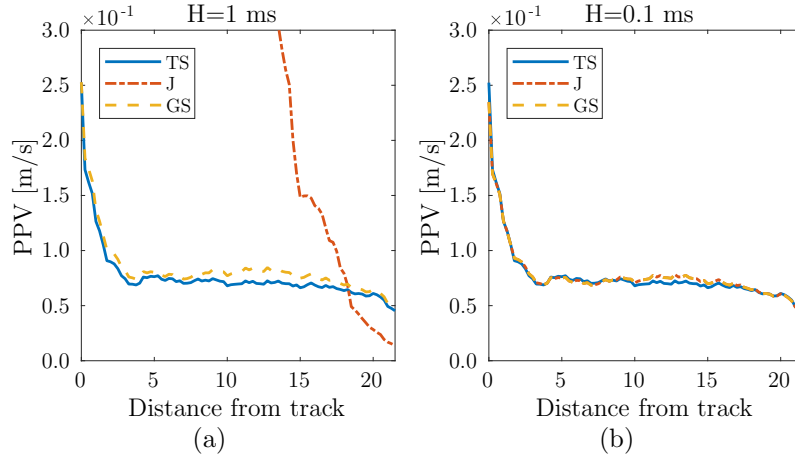 H=1 ms
·10⁻¹
3.0
2.5
2.0
1.5
1.0
0.5
0.0
PPV [m/s]
TS
J
GS
0 5 10 15 20
Distance from track
(a)
H=0.1 ms
·10⁻¹
3.0
2.5
2.0
1.5
1.0
0.5
0.0
PPV [m/s]
TS
J
GS
0 5 10 15 20
Distance from track
(b)